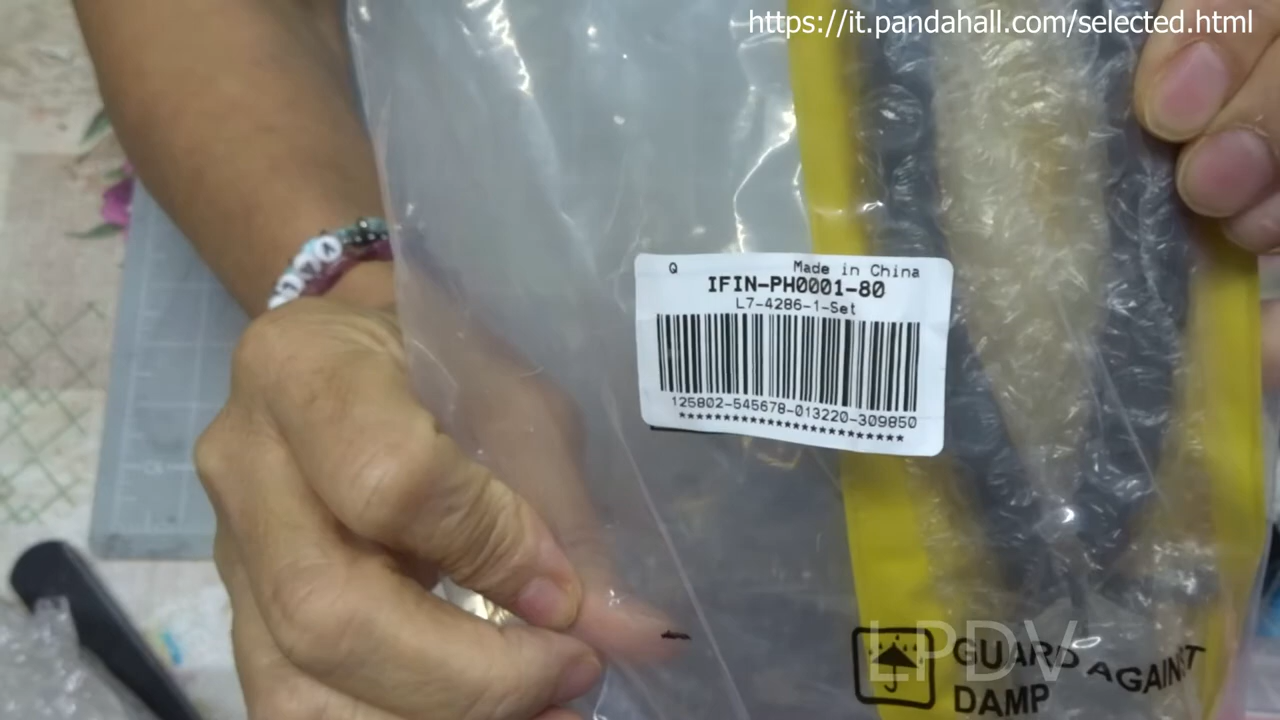 https://it.pandahall.com/selected.html
Q Made in China
IFIN-PH0001-80
L7-4286-1-Set
125802-545678-013220-309850
************************
LPDV
GUARD AGAINST
DAMP